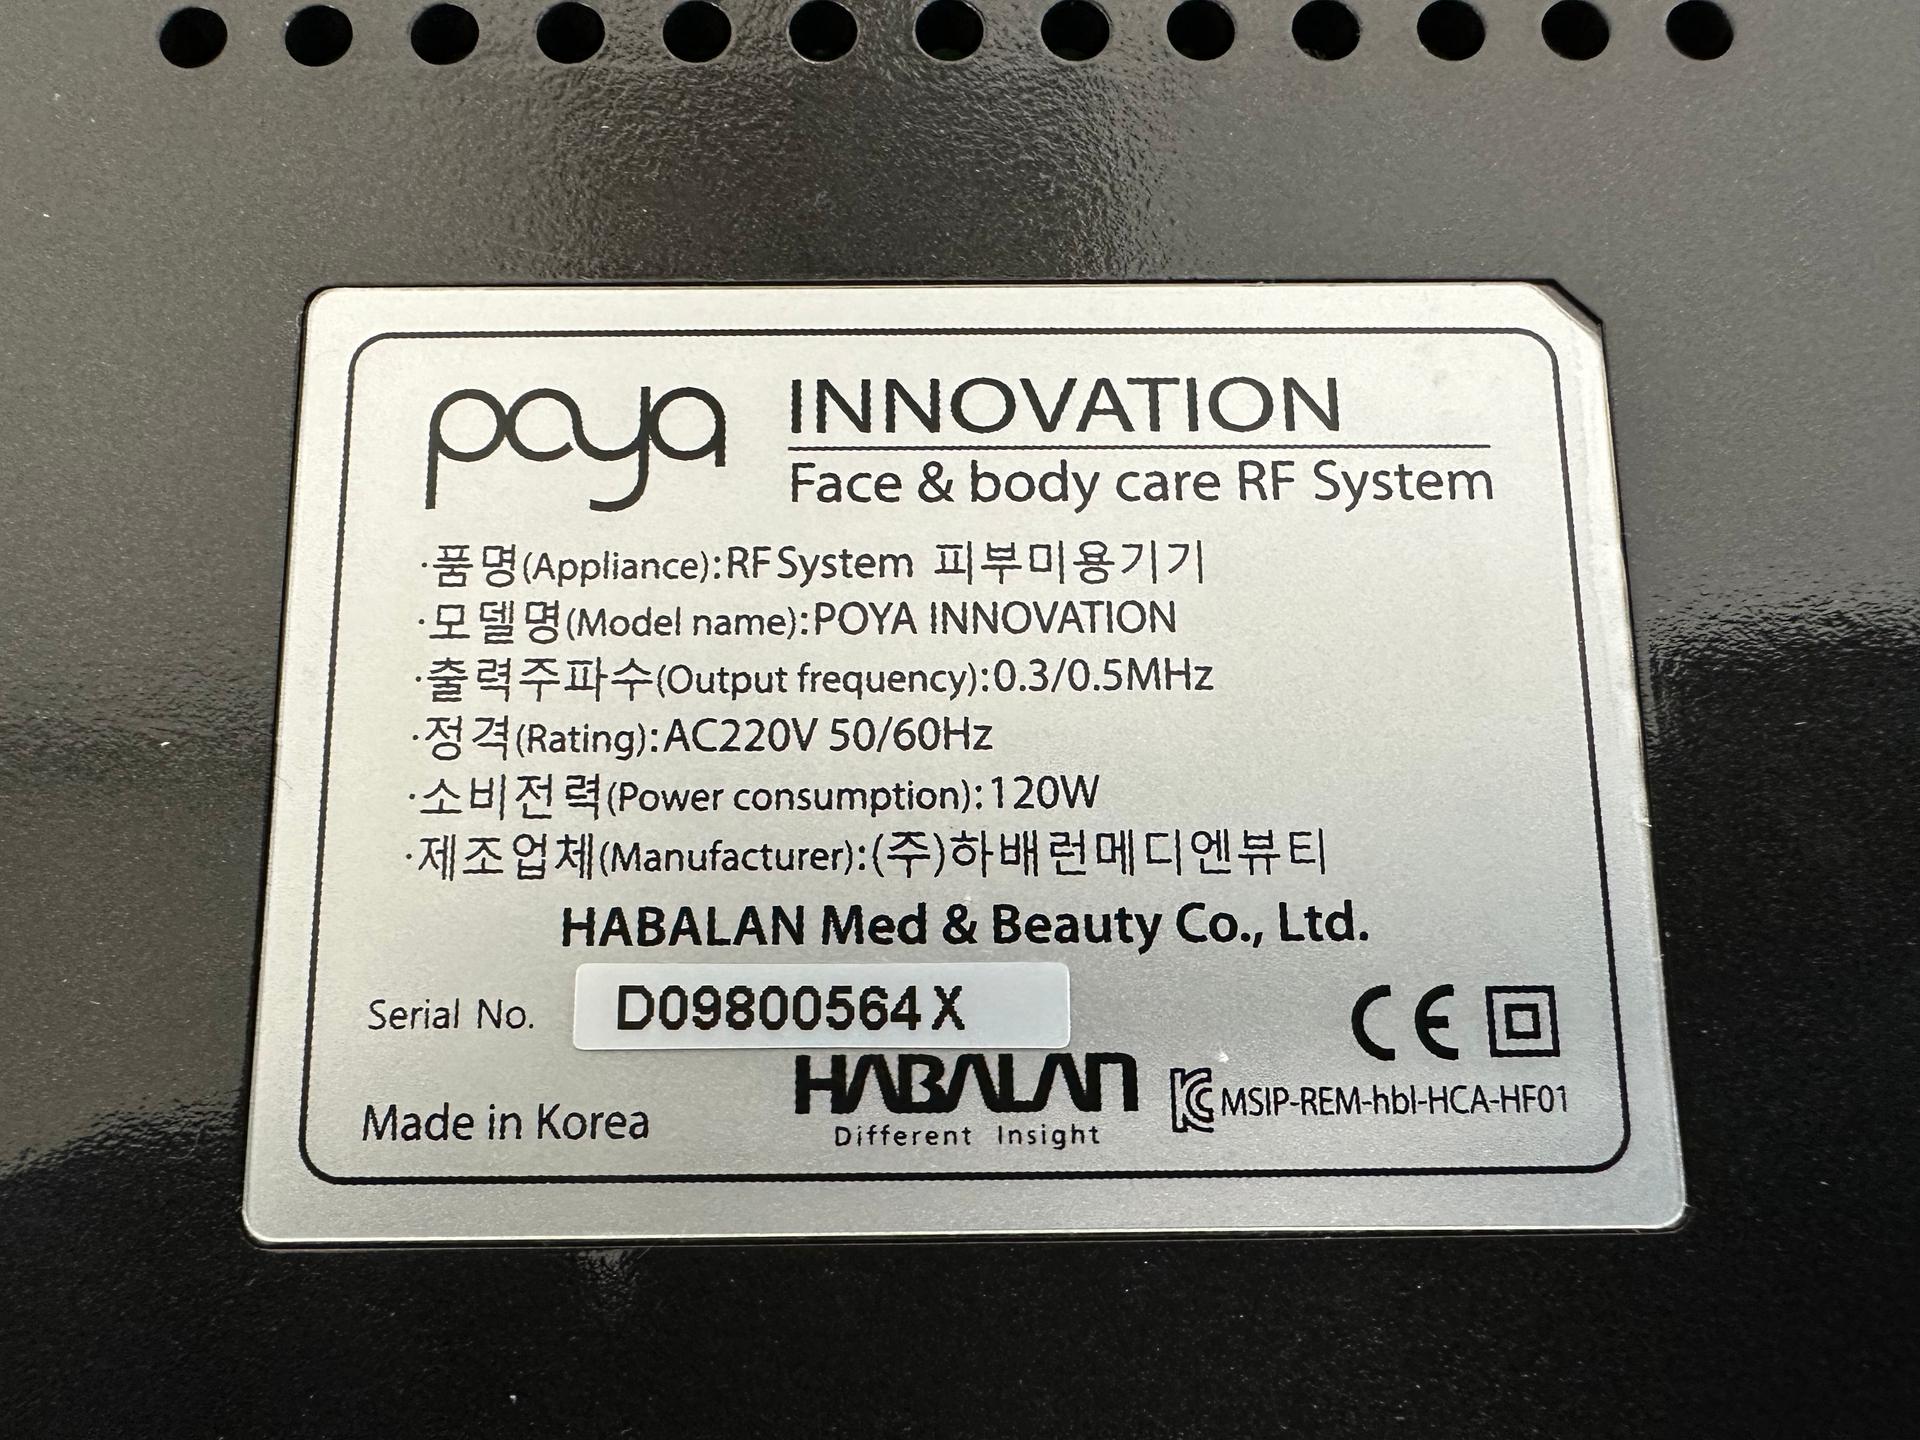 poya INNOVATION
Face & body care RF System
·품명(Appliance):RF System 피부미용기기
·모델명(Model name):POYA INNOVATION
·출력주파수(Output frequency):0.3/0.5MHz
·정격(Rating):AC220V 50/60Hz
·소비전력(Power consumption):120W
·제조업체(Manufacturer):(주)하배런메디엔뷰티
HABALAN Med & Beauty Co., Ltd.
Serial No. D09800564X
CE
Made in Korea
HABALAN
Different Insight
KC MSIP-REM-hbl-HCA-HF01